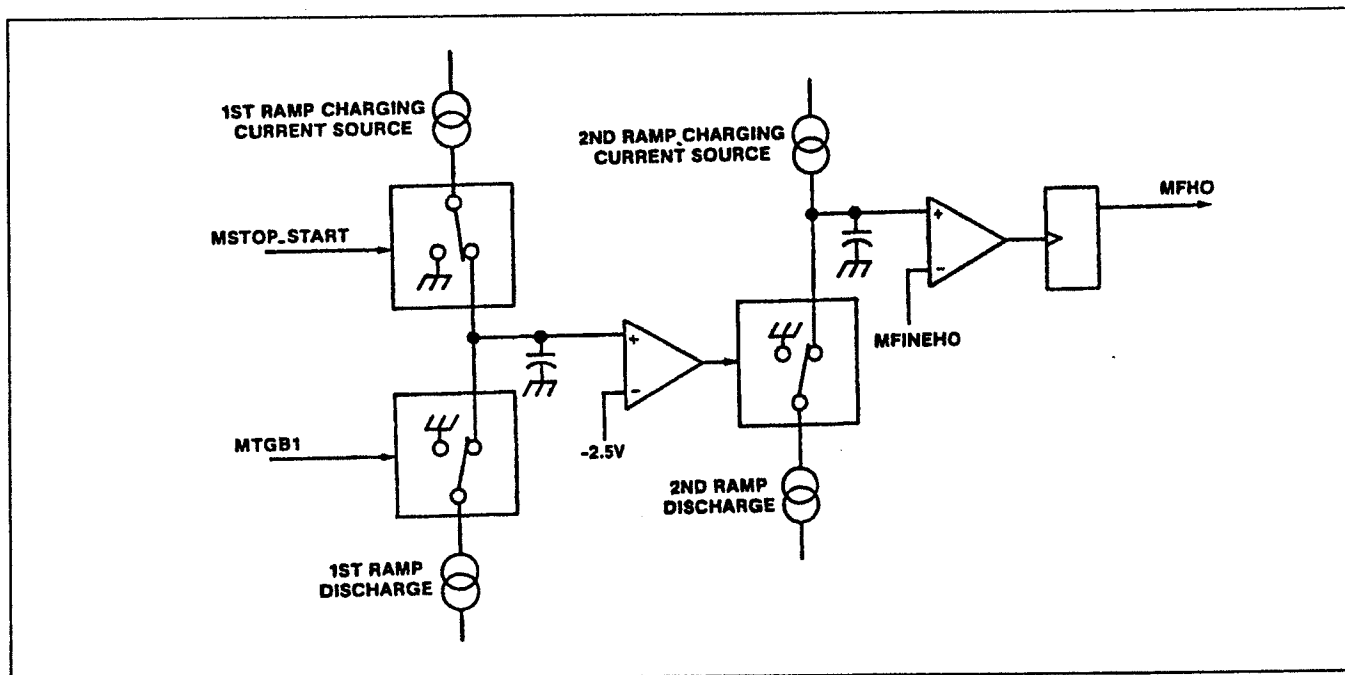 1ST RAMP CHARGING
CURRENT SOURCE
2ND RAMP CHARGING
CURRENT SOURCE
MFHO
MSTOP_START
+
-
MFINEHO
+
-
-2.5V
MTGB1
2ND RAMP
DISCHARGE
1ST RAMP
DISCHARGE